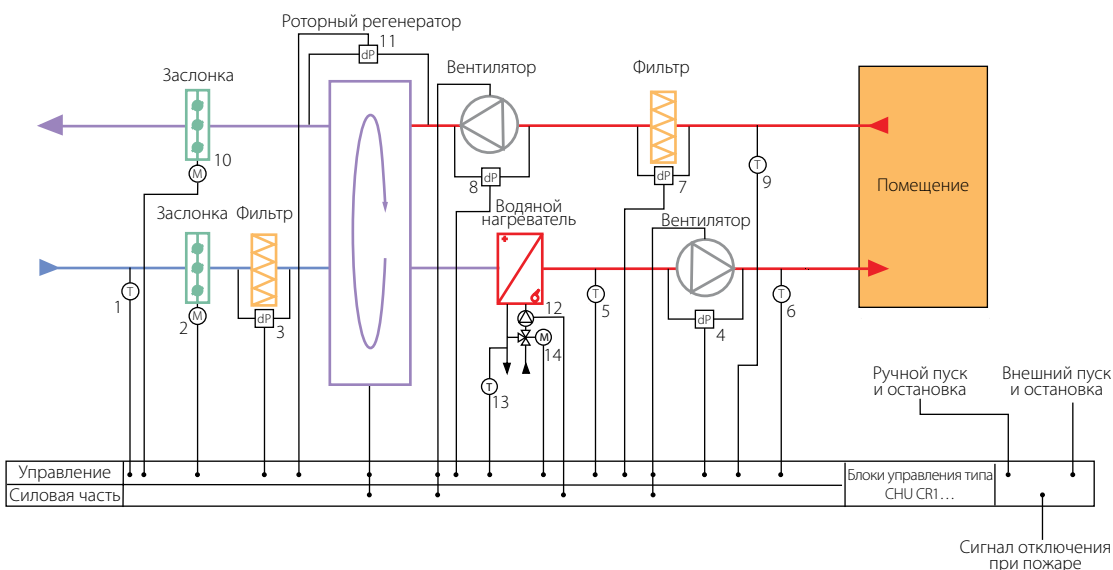 Роторный регенератор
11
dP
Заслонка
Вентилятор
Фильтр
10
M
8
dP
dP
7
T
9
Помещение
Заслонка
Фильтр
Водяной
нагреватель
Вентилятор
+
б
T
1
M
2
dP
3
12
M
14
T
5
dP
4
T
6
T
13
Ручной пуск
и остановка
Внешний пуск
и остановка
Управление
Силовая часть
Блоки управления типа
CHU CR1...
Сигнал отключения
при пожаре